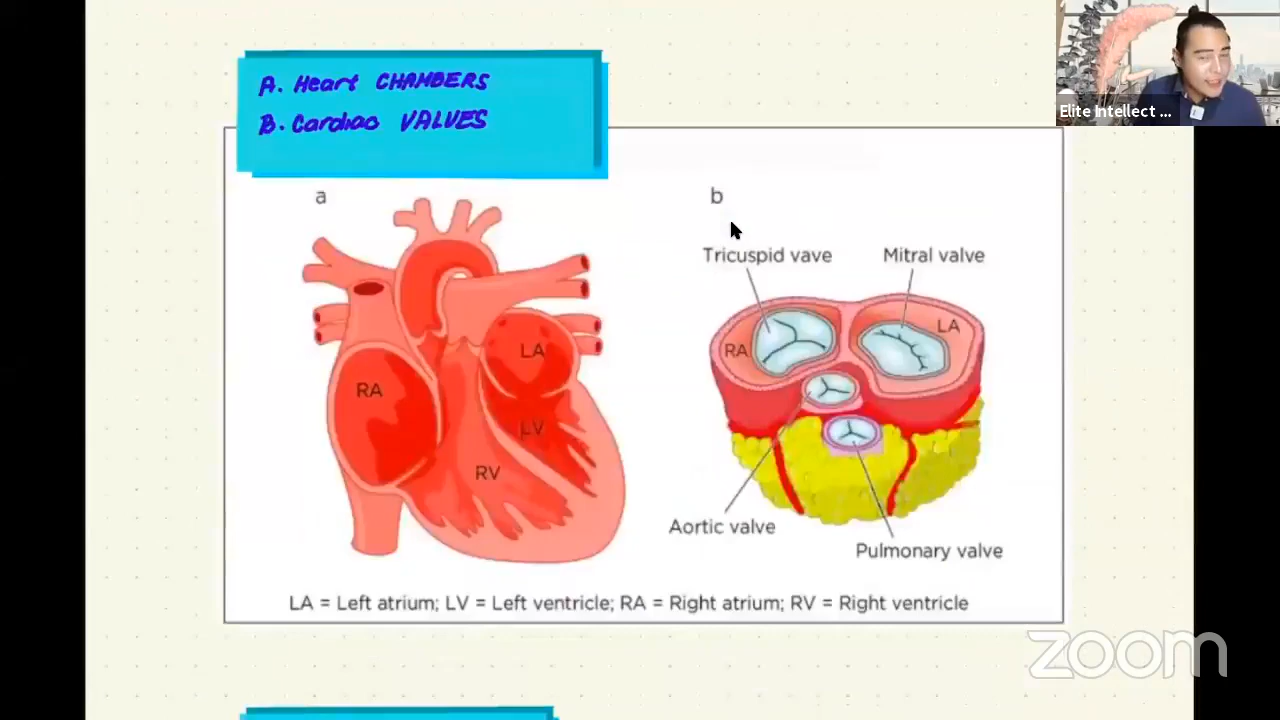 A. Heart CHAMBERS
B. Cardiac VALVES
Elite Intellect ...
a
b
Tricuspid vave
Mitral valve
LA
RA
LA
RA
LV
RV
Aortic valve
Pulmonary valve
LA = Left atrium; LV = Left ventricle; RA = Right atrium; RV = Right ventricle
zoom